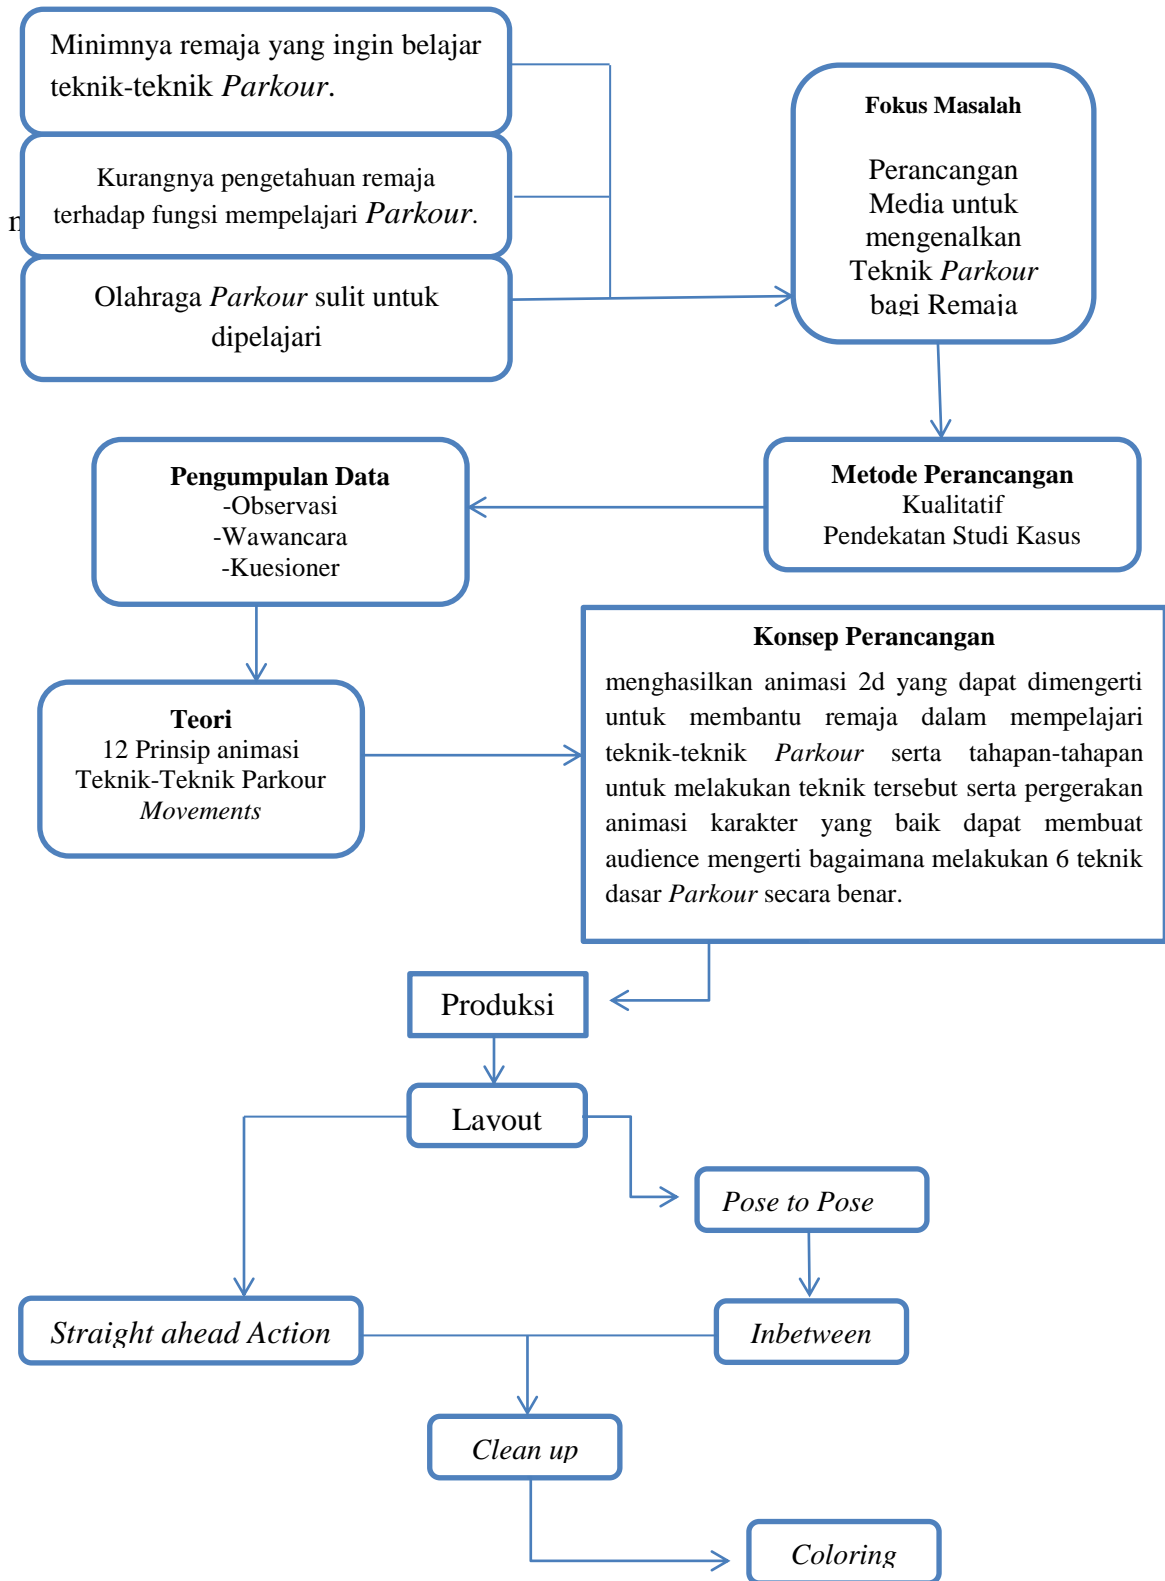 Minimnya remaja yang ingin belajar
teknik-teknik Parkour.
Kurangnya pengetahuan remaja
terhadap fungsi mempelajari Parkour.
Olahraga Parkour sulit untuk
dipelajari
Fokus Masalah
Perancangan
Media untuk
mengenalkan
Teknik Parkour
bagi Remaja
Metode Perancangan
Kualitatif
Pendekatan Studi Kasus
Pengumpulan Data
-Observasi
-Wawancara
-Kuesioner
Teori
12 Prinsip animasi
Teknik-Teknik Parkour
Movements
Konsep Perancangan
menghasilkan animasi 2d yang dapat dimengerti
untuk membantu remaja dalam mempelajari
teknik-teknik Parkour serta tahapan-tahapan
untuk melakukan teknik tersebut serta pergerakan
animasi karakter yang baik dapat membuat
audience mengerti bagaimana melakukan 6 teknik
dasar Parkour secara benar.
Produksi
Layout
Pose to Pose
Straight ahead Action
Inbetween
Clean up
Coloring